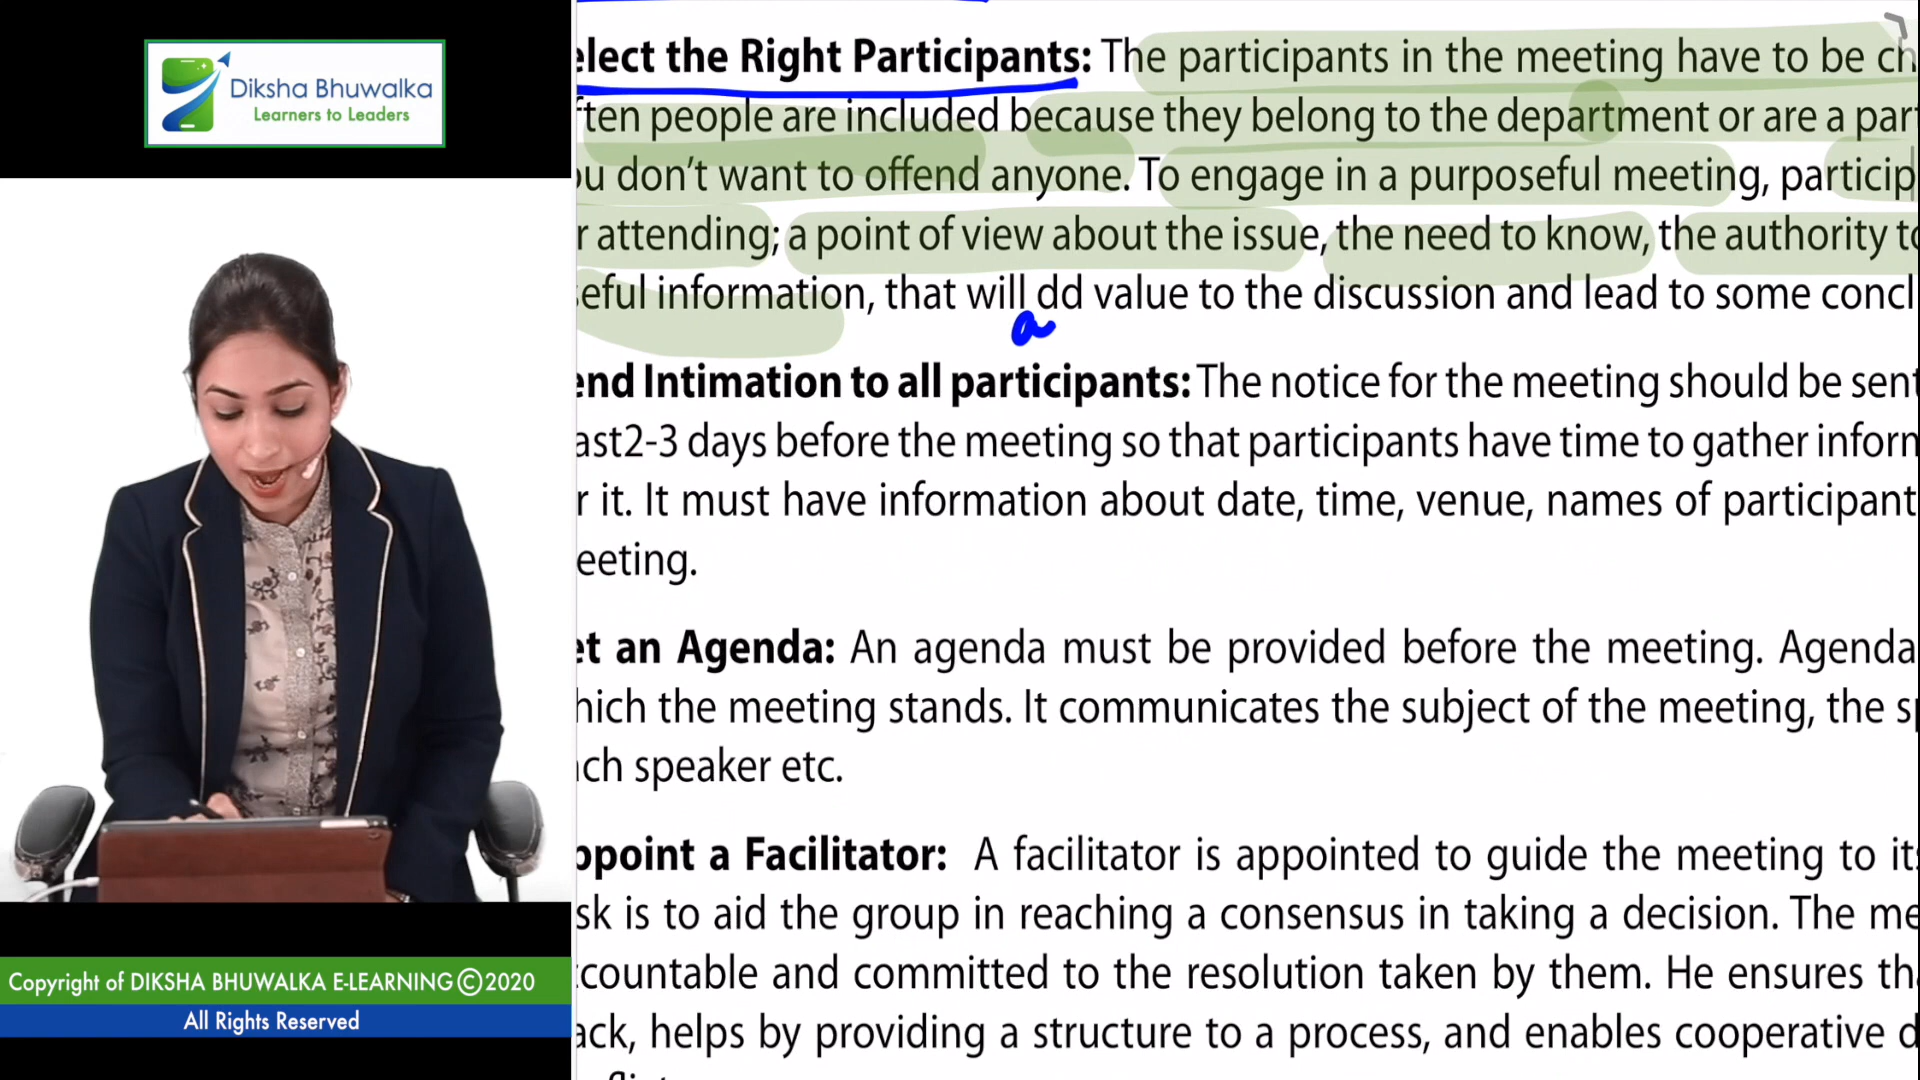 Diksha Bhuwalka
Learners to Leaders
elect the Right Participants: The participants in the meeting have to be ch
ften people are included because they belong to the department or are a par
ou don't want to offend anyone. To engage in a purposeful meeting, particip
r attending; a point of view about the issue, the need to know, the authority to
seful information, that will dd value to the discussion and lead to some concl
a
end Intimation to all participants: The notice for the meeting should be sent
ast2-3 days before the meeting so that participants have time to gather inform
r it. It must have information about date, time, venue, names of participant
eeting.
et an Agenda: An agenda must be provided before the meeting. Agenda
hich the meeting stands. It communicates the subject of the meeting, the sp
ach speaker etc.
ppoint a Facilitator: A facilitator is appointed to guide the meeting to its
sk is to aid the group in reaching a consensus in taking a decision. The me
ccountable and committed to the resolution taken by them. He ensures tha
ack, helps by providing a structure to a process, and enables cooperative d
Copyright of DIKSHA BHUWALKA E-LEARNING ©2020
All Rights Reserved